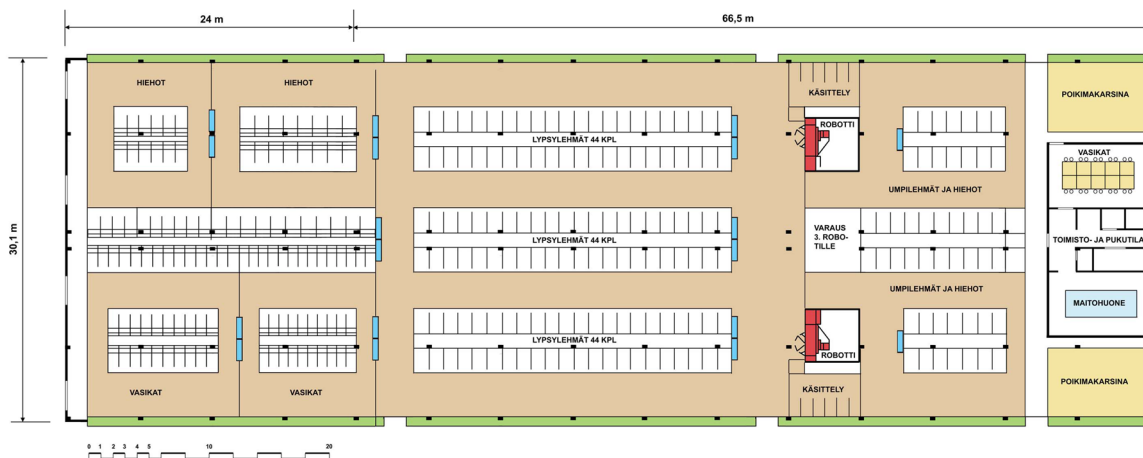 24 m
66,5 m
30,1 m
HIEHOT
HIEHOT
KÄSITTELY
POIKIMAKARSINA
ROBOTTI
LYPSYLEHMÄT 44 KPL
VASIKAT
UMPILEHMÄT JA HIEHOT
LYPSYLEHMÄT 44 KPL
VARAUS
3. ROBO-
TILLE
TOIMISTO- JA PUKUTILA
UMPILEHMÄT JA HIEHOT
MAITOHUONE
LYPSYLEHMÄT 44 KPL
ROBOTTI
VASIKAT
VASIKAT
KÄSITTELY
POIKIMAKARSINA
0 1 2 3 4 5 10 20